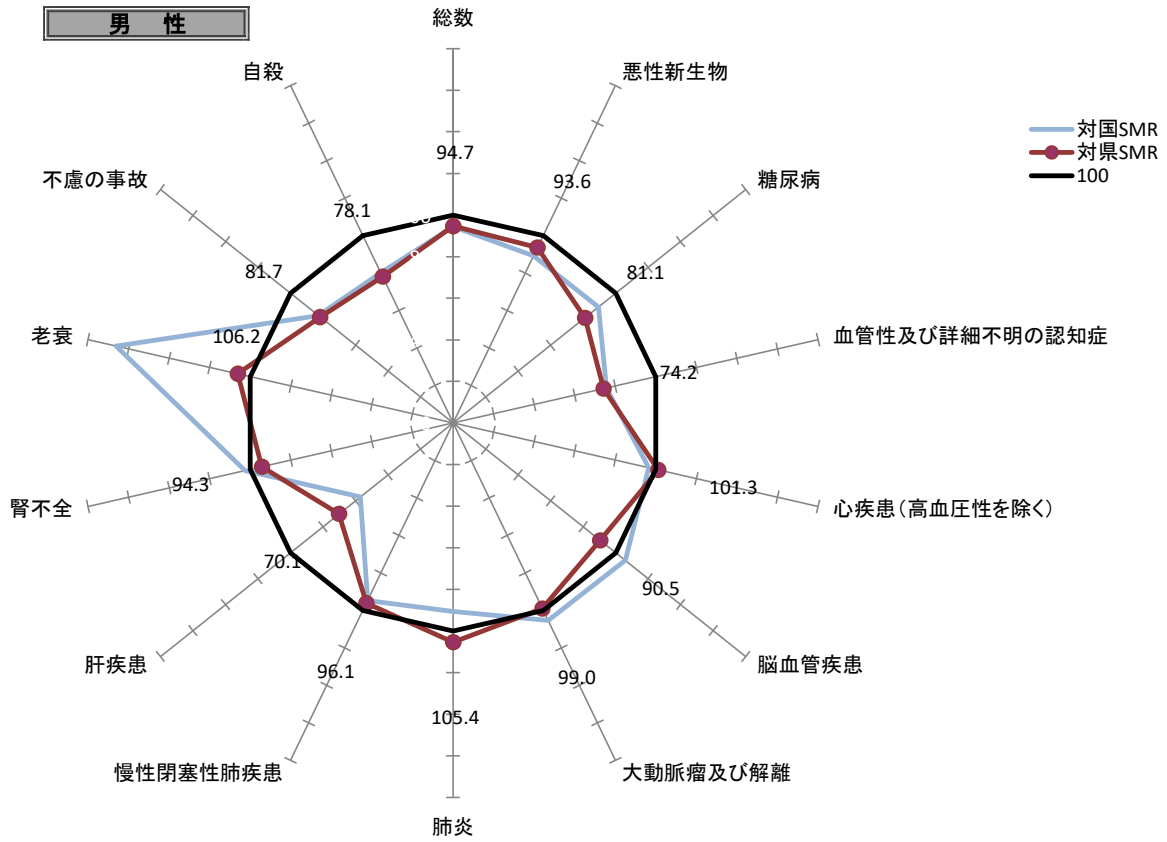 男 性
総数
悪性新生物
糖尿病
血管性及び詳細不明の認知症
心疾患（高血圧性を除く）
脳血管疾患
大動脈瘤及び解離
肺炎
慢性閉塞性肺疾患
肝疾患
腎不全
老衰
不慮の事故
自殺
94.7
93.6
81.1
74.2
101.3
90.5
99.0
105.4
96.1
70.1
94.3
106.2
81.7
78.1
対国SMR
対県SMR
100